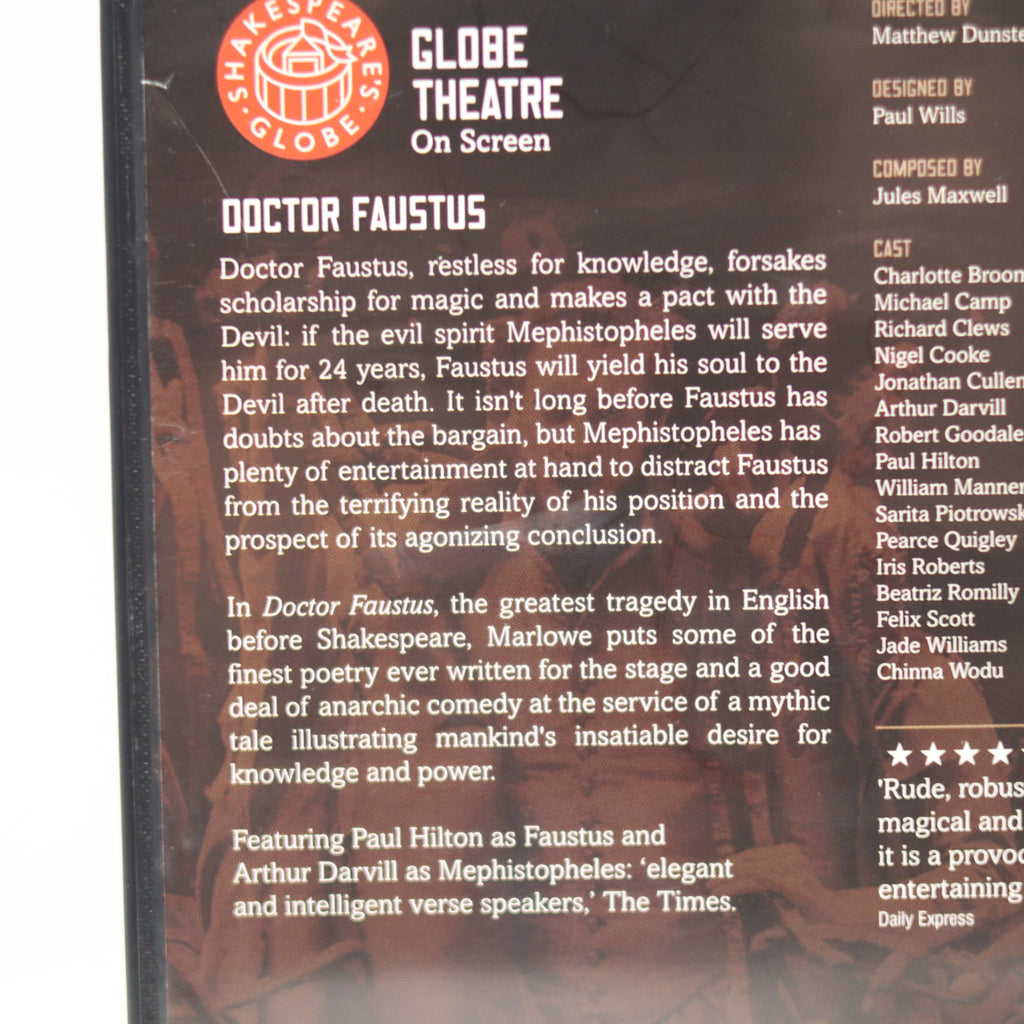 SHAKESPEARE'S · GLOBE ·
GLOBE
THEATRE
On Screen
DOCTOR FAUSTUS
Doctor Faustus, restless for knowledge, forsakes
scholarship for magic and makes a pact with the
Devil: if the evil spirit Mephistopheles will serve
him for 24 years, Faustus will yield his soul to the
Devil after death. It isn't long before Faustus has
doubts about the bargain, but Mephistopheles has
plenty of entertainment at hand to distract Faustus
from the terrifying reality of his position and the
prospect of its agonizing conclusion.
In Doctor Faustus, the greatest tragedy in English
before Shakespeare, Marlowe puts some of the
finest poetry ever written for the stage and a good
deal of anarchic comedy at the service of a mythic
tale illustrating mankind's insatiable desire for
knowledge and power.
Featuring Paul Hilton as Faustus and
Arthur Darvill as Mephistopheles: ‘elegant
and intelligent verse speakers,’ The Times.
DIRECTED BY
Matthew
DESIGNED BY
Paul Wills
COMPOSED BY
Jules Maxwell
CAST
Charlotte
Michael Camp
Richard Clews
Nigel Cooke
Jonathan Cullen
Arthur Darvill
Robert Goodale
Paul Hilton
William
Sarita
Pearce Quigley
Iris Roberts
Beatriz Romilly
Felix Scott
Jade Williams
Chinna Wodu
'Rude,
magical and
it is a
entertaining
Daily Express